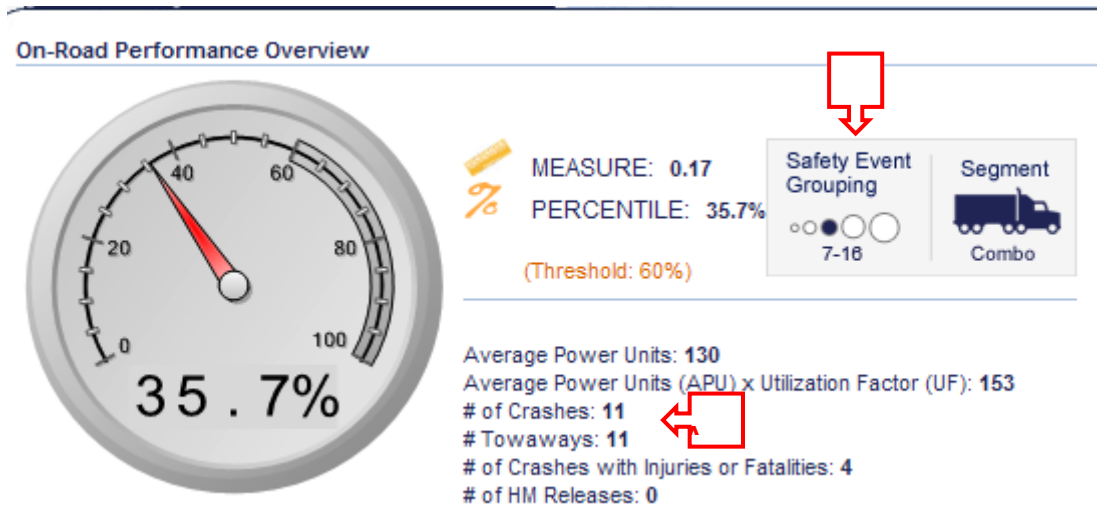 On-Road Performance Overview
0
20
40
60
80
100
35.7%
MEASURE: 0.17
PERCENTILE: 35.7%
(Threshold: 60%)
Safety Event
Grouping
7-16
Segment
Combo
Average Power Units: 130
Average Power Units (APU) x Utilization Factor (UF): 153
# of Crashes: 11
# Towaways: 11
# of Crashes with Injuries or Fatalities: 4
# of HM Releases: 0